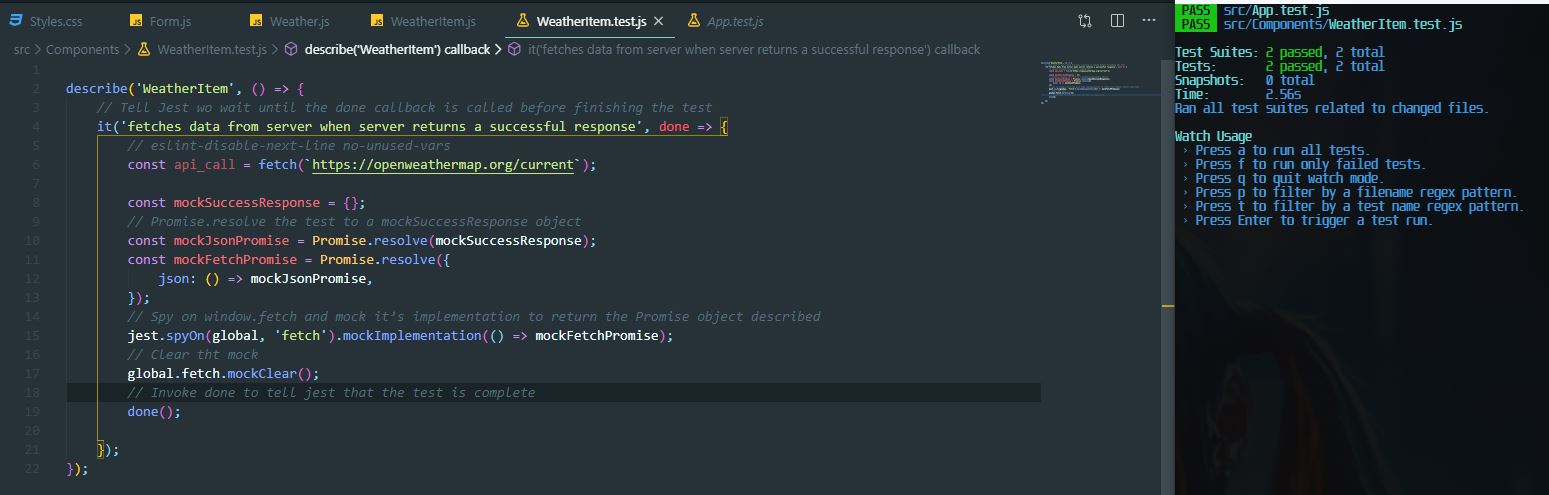 Styles.css
JS Form.js
JS Weather.js
JS WeatherItem.js
WeatherItem.test.js ×
App.test.js
src > Components > WeatherItem.test.js > describe('WeatherItem') callback > it('fetches data from server when server returns a successful response') callback
1
2 describe('WeatherItem', () => {
3 // Tell Jest wo wait until the done callback is called before finishing the test
4 it('fetches data from server when server returns a successful response', done => {
5 // eslint-disable-next-line no-unused-vars
6 const api_call = fetch(`https://openweathermap.org/current`);
7
8 const mockSuccessResponse = {};
9 // Promise.resolve the test to a mockSuccessResponse object
10 const mockJsonPromise = Promise.resolve(mockSuccessResponse);
11 const mockFetchPromise = Promise.resolve({
12 json: () => mockJsonPromise,
13 });
14 // Spy on window.fetch and mock it’s implementation to return the Promise object described
15 jest.spyOn(global, 'fetch').mockImplementation(() => mockFetchPromise);
16 // Clear tht mock
17 global.fetch.mockClear();
18 // Invoke done to tell jest that the test is complete
19 done();
20
21 });
22 });
PASS src/App.test.js
PASS src/Components/WeatherItem.test.js
Test Suites: 2 passed, 2 total
Tests: 2 passed, 2 total
Snapshots: 0 total
Time: 2.56s
Ran all test suites related to changed files.
Watch Usage
› Press a to run all tests.
› Press f to run only failed tests.
› Press q to quit watch mode.
› Press p to filter by a filename regex pattern.
› Press t to filter by a test name regex pattern.
› Press Enter to trigger a test run.